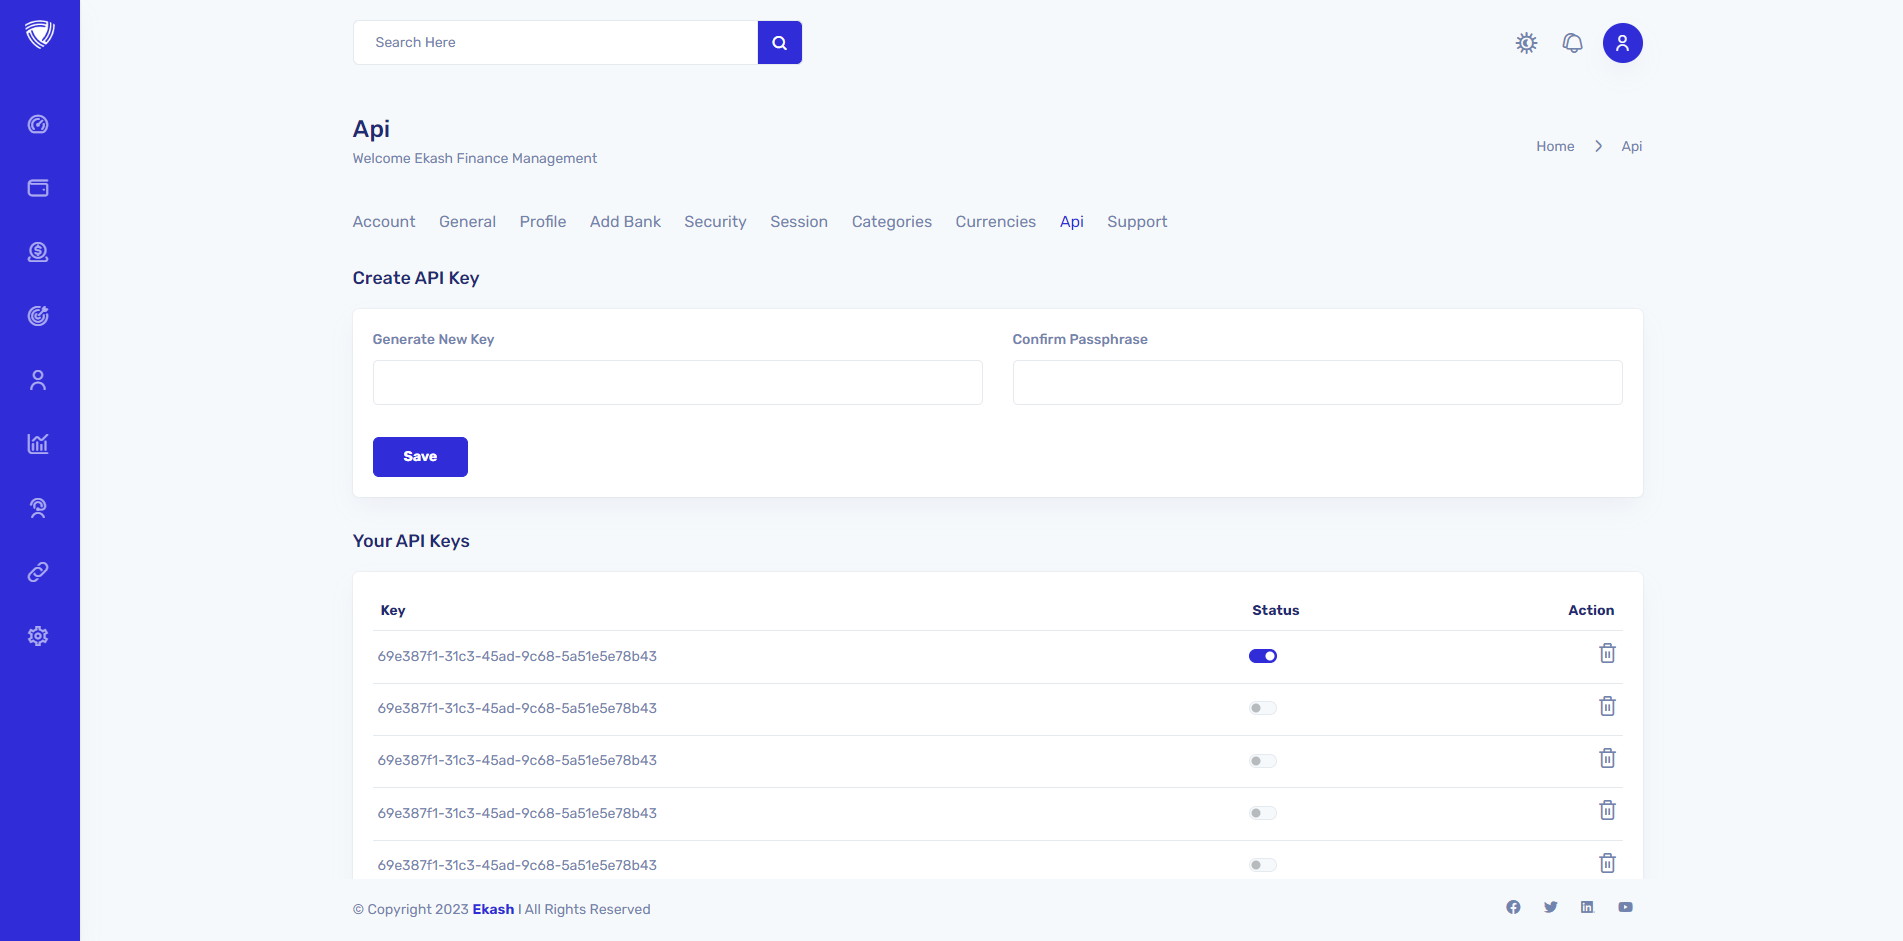 Search Here
Api
Welcome Ekash Finance Management
Home
Api
Account General Profile Add Bank Security Session Categories Currencies Api Support
Create API Key
Generate New Key
Confirm Passphrase
Save
Your API Keys
Key Status Action
69e387f1-31c3-45ad-9c68-5a51e5e78b43
69e387f1-31c3-45ad-9c68-5a51e5e78b43
69e387f1-31c3-45ad-9c68-5a51e5e78b43
69e387f1-31c3-45ad-9c68-5a51e5e78b43
69e387f1-31c3-45ad-9c68-5a51e5e78b43
© Copyright 2023 Ekash I All Rights Reserved